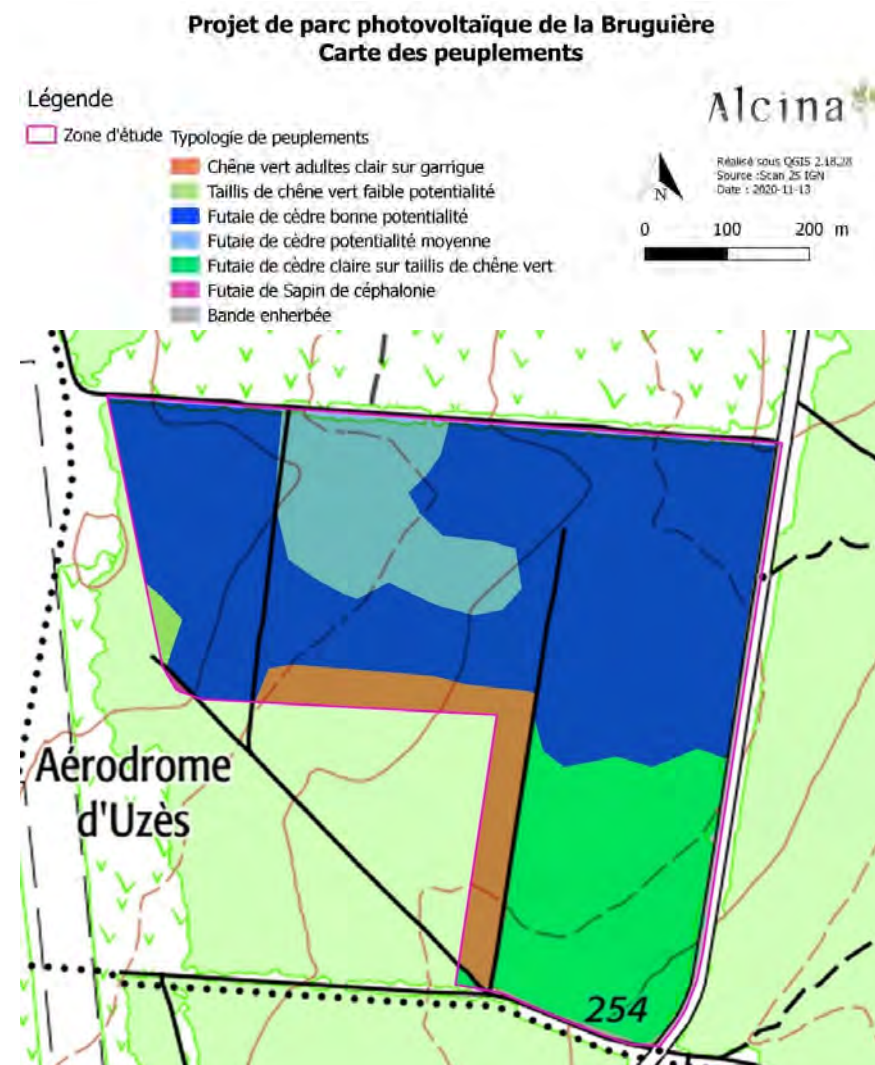 Projet de parc photovoltaïque de la Bruguière
Carte des peuplements
Légende
Zone d'étude
Typologie de peuplements
Chêne vert adultes clair sur garrigue
Taillis de chêne vert faible potentialité
Futaie de cèdre bonne potentialité
Futaie de cèdre potentialité moyenne
Futaie de cèdre claire sur taillis de chêne vert
Futaie de Sapin de céphalonie
Bande enherbée
Alcina
N
Réalisé sous QGIS 2.18.28
Source :Scan 25 IGN
Date : 2020-11-13
0 100 200 m
Aérodrome
d'Uzès
254